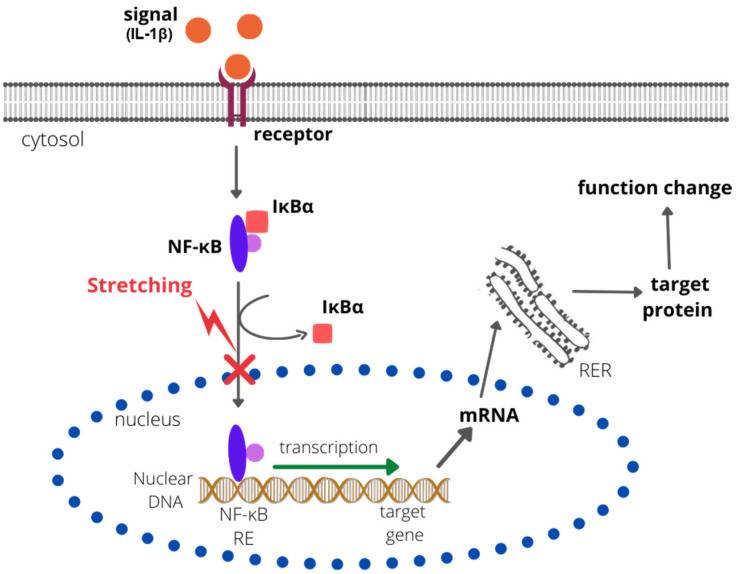 signal
(IL-1β)
cytosol
receptor
IκBα
NF-κB
Stretching
IκBα
function change
target
protein
RER
mRNA
nucleus
transcription
Nuclear
DNA
NF-κB
RE
target
gene